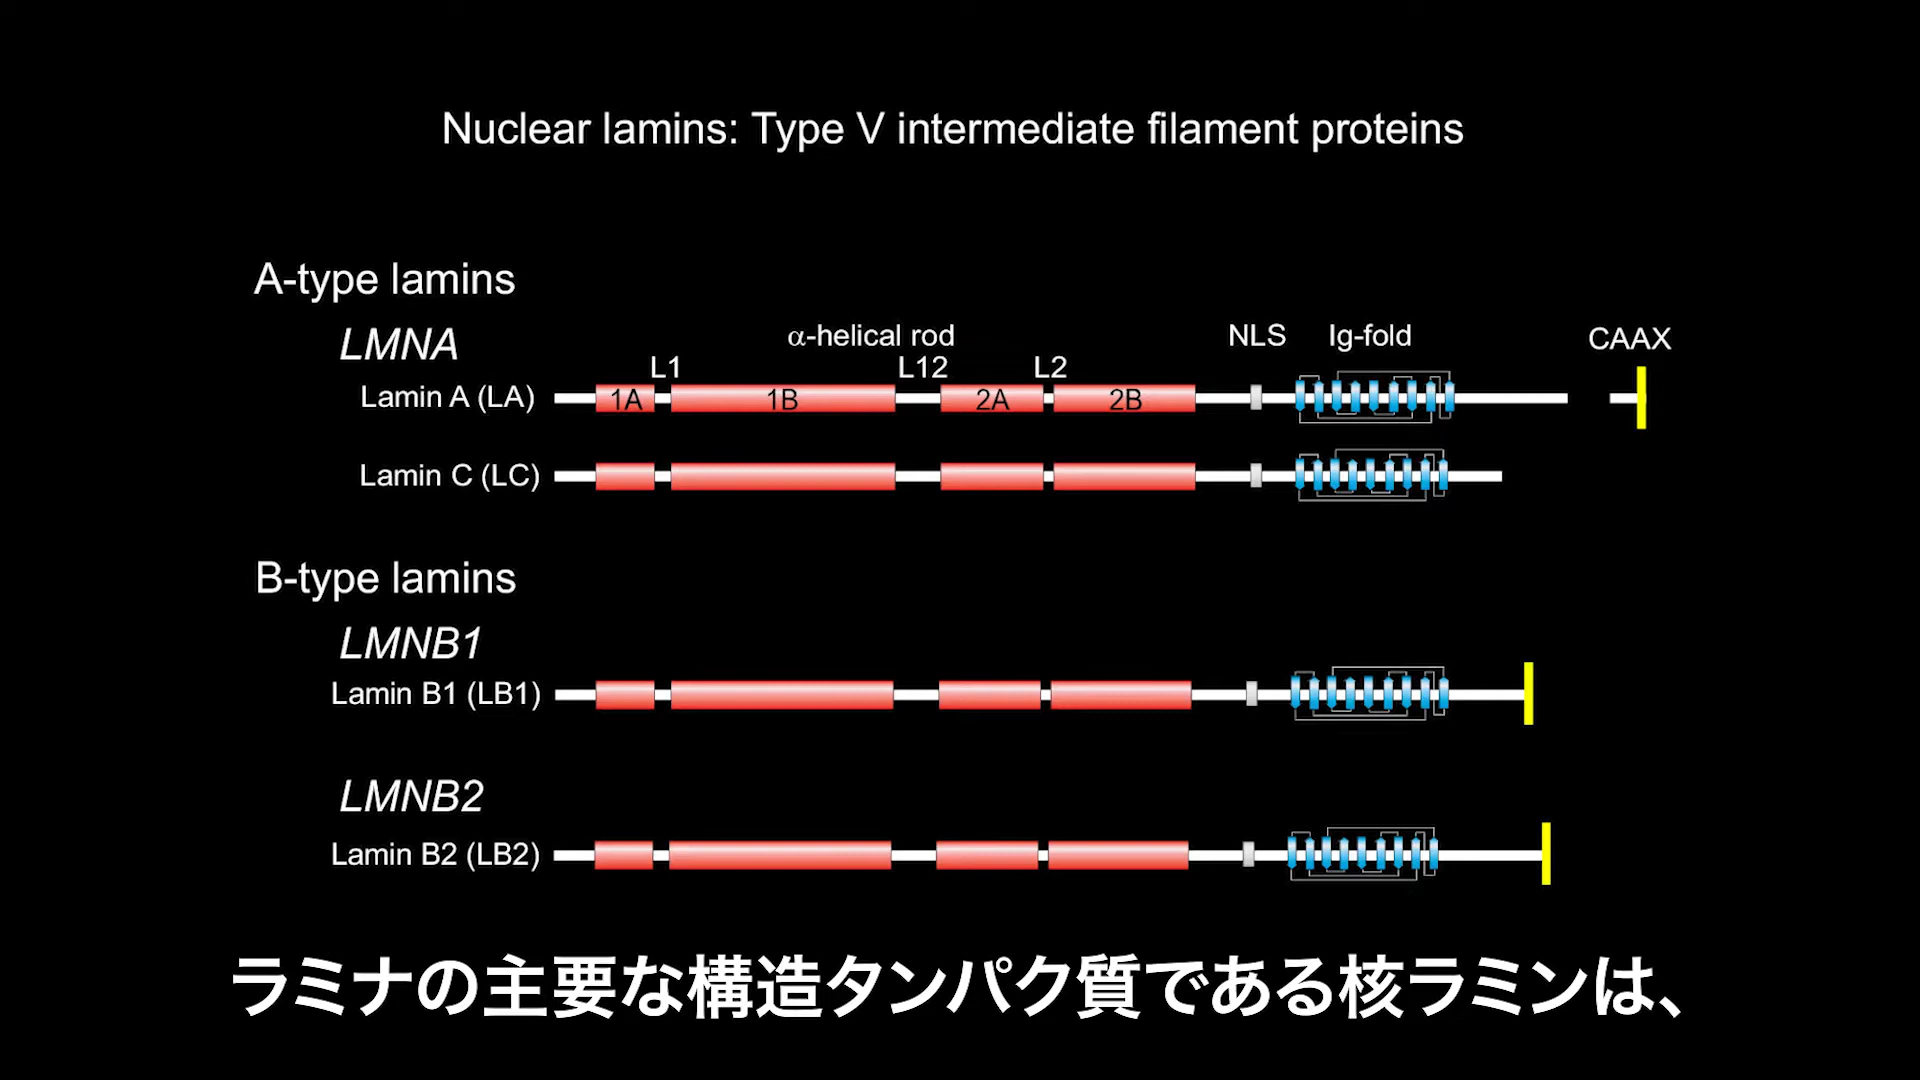 Nuclear lamins: Type V intermediate filament proteins
A-type lamins
LMNA
α-helical rod
NLS
Ig-fold
CAAX
L1
L12
L2
Lamin A (LA)
1A
1B
2A
2B
Lamin C (LC)
B-type lamins
LMNB1
Lamin B1 (LB1)
LMNB2
Lamin B2 (LB2)
ラミナの主要な構造タンパク質である核ラミンは、